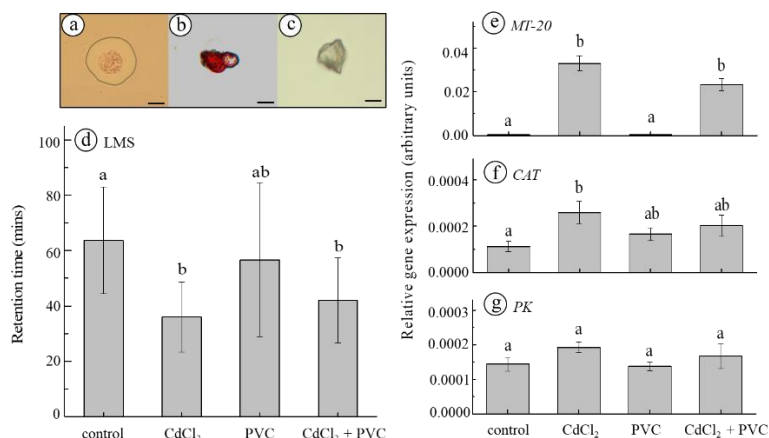 a
b
c
d LMS
Retention time (mins)
100
80
60
40
20
0
a
b
ab
b
control
CdCl₂
PVC
CdCl₂ + PVC
Relative gene expression (arbitrary units)
e MT-20
0.04
0.02
0.00
a
b
a
b
f CAT
0.0004
0.0002
0.0000
a
b
ab
ab
g PK
0.0003
0.0002
0.0001
0.0000
a
a
a
a
control
CdCl₂
PVC
CdCl₂ + PVC